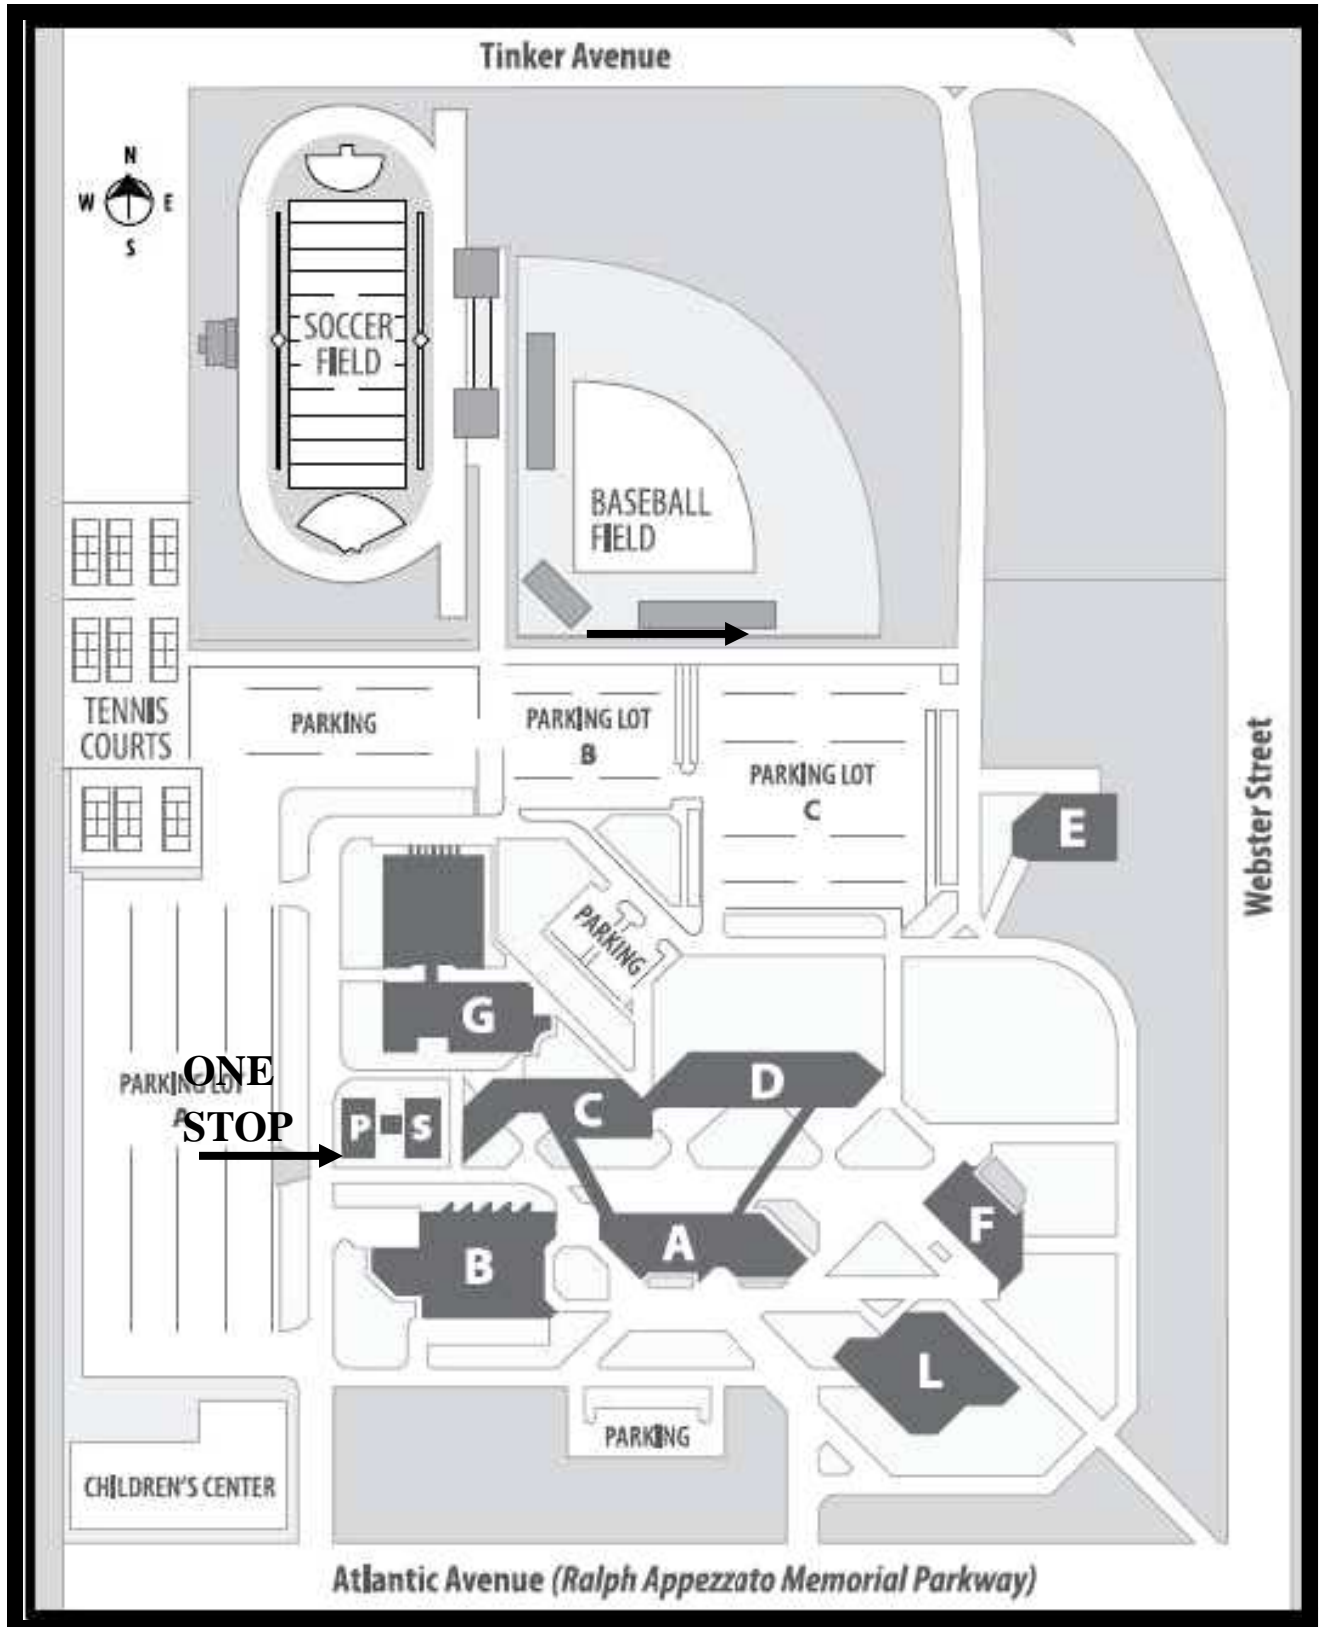 Tinker Avenue
N
W E
S
SOCCER
FIELD
BASEBALL
FIELD
TENNIS
COURTS
PARKING
PARKING LOT
B
PARKING LOT
C
E
Webster Street
PARKING
G
D
C
PARKING LOT
A
ONE
STOP
P S
F
A
B
L
PARKING
CHILDREN'S CENTER
Atlantic Avenue (Ralph Appezzato Memorial Parkway)